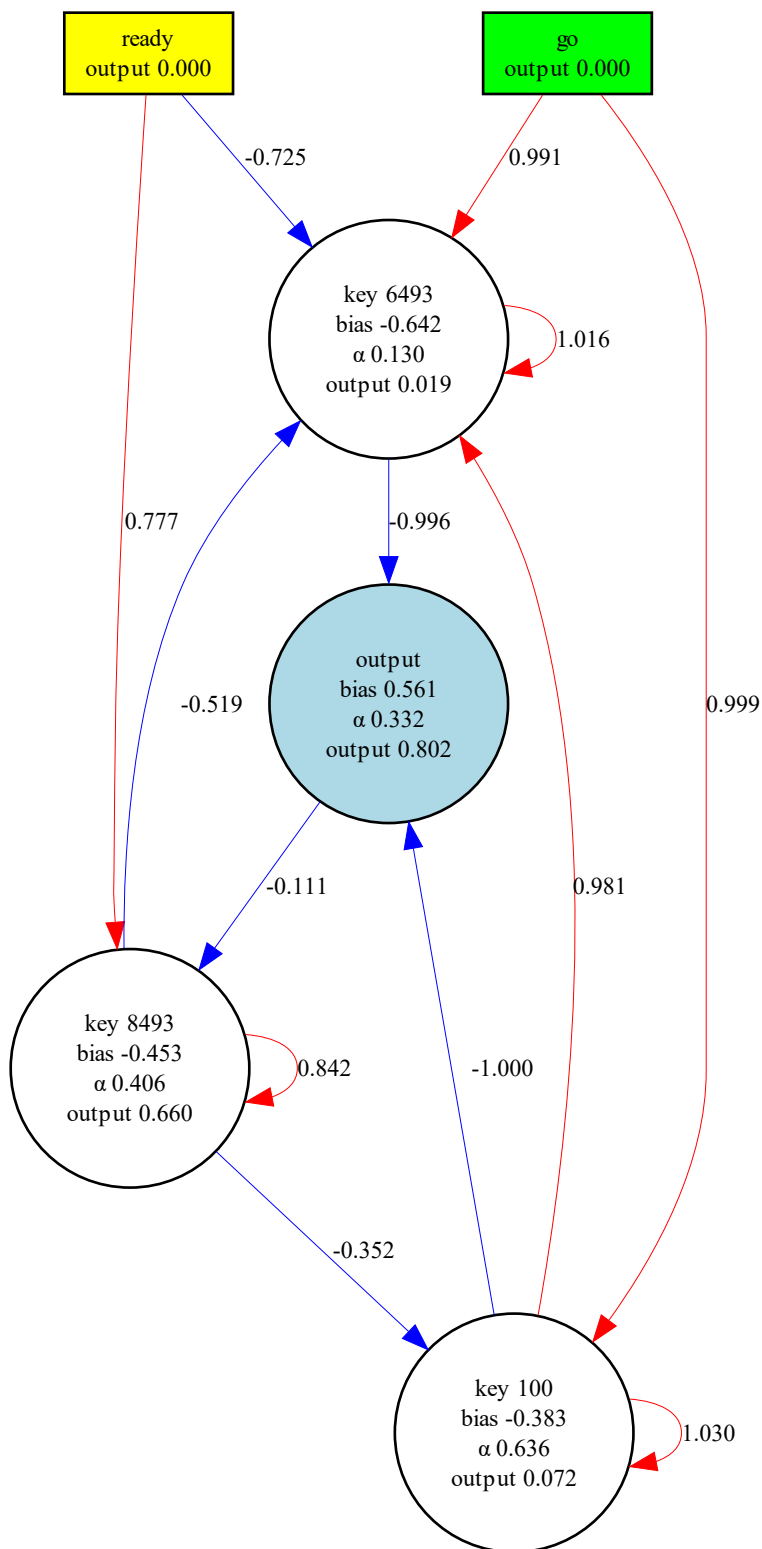 ready
output 0.000
go
output 0.000
-0.725
0.991
key 6493
bias -0.642
α 0.130
output 0.019
1.016
0.777
-0.996
output
bias 0.561
α 0.332
output 0.802
-0.519
0.999
-0.111
0.981
key 8493
bias -0.453
α 0.406
output 0.660
0.842
-1.000
-0.352
key 100
bias -0.383
α 0.636
output 0.072
1.030